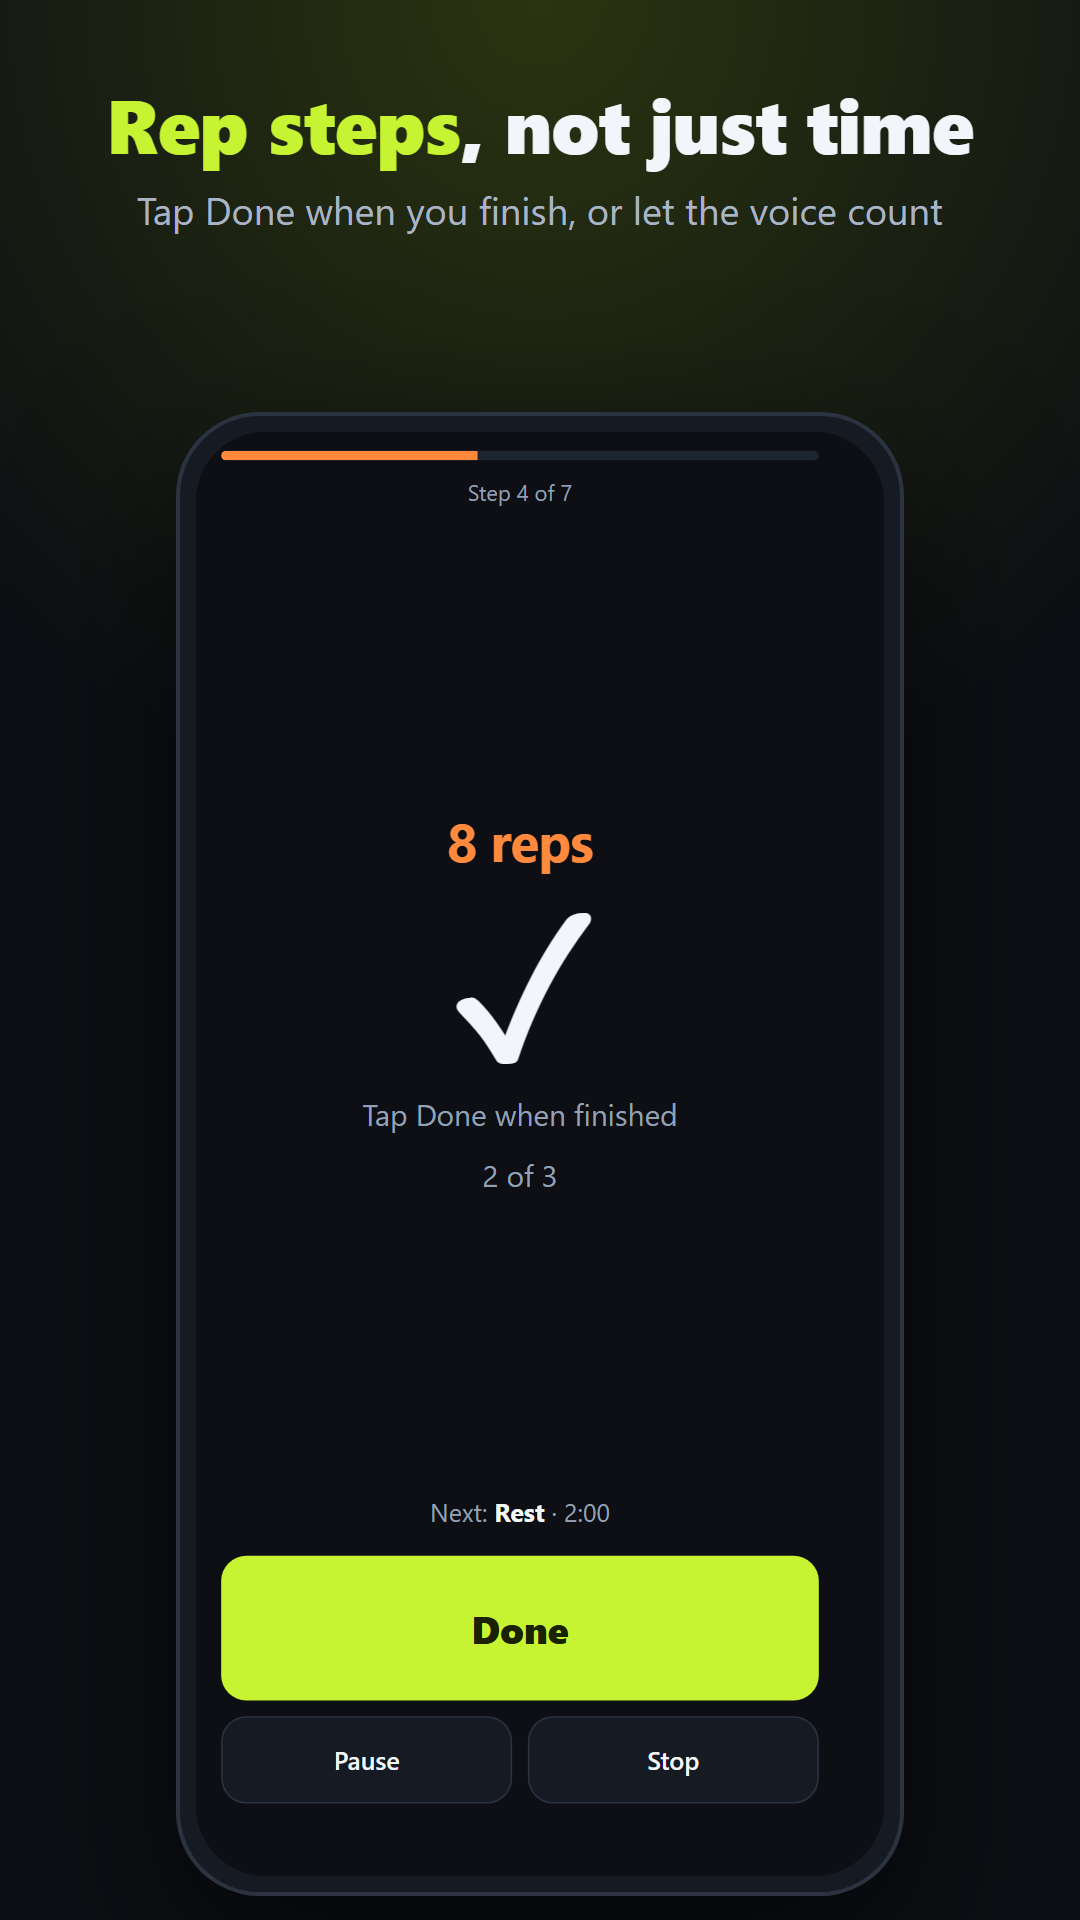 Rep steps, not just time
Tap Done when you finish, or let the voice count
Step 4 of 7
8 reps
Tap Done when finished
2 of 3
Next: Rest · 2:00
Done
Pause
Stop